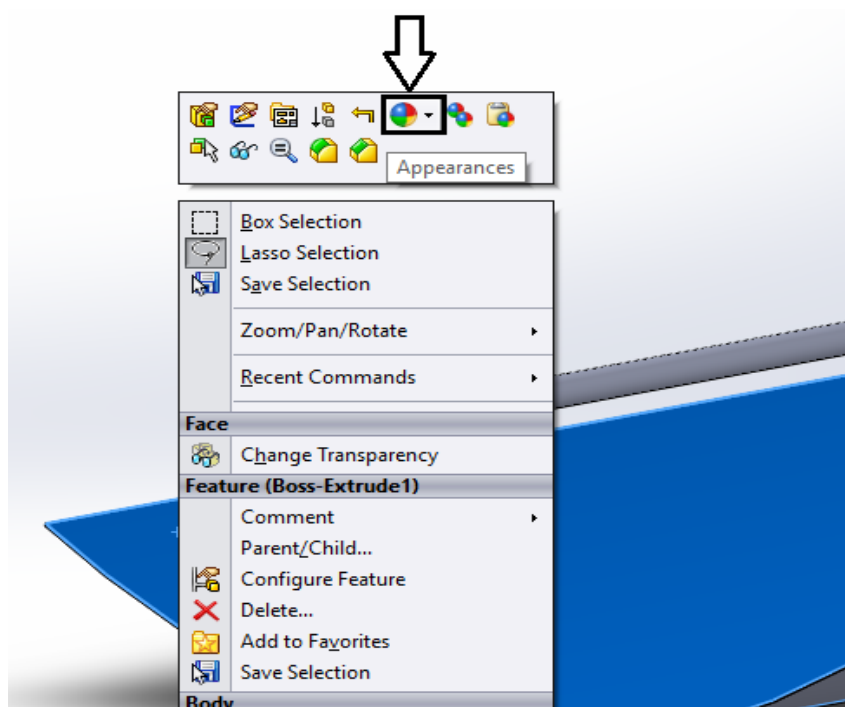 Appearances
Box Selection
Lasso Selection
Save Selection
Zoom/Pan/Rotate
Recent Commands
Face
Change Transparency
Feature (Boss-Extrude1)
Comment
Parent/Child...
Configure Feature
Delete...
Add to Favorites
Save Selection
Body